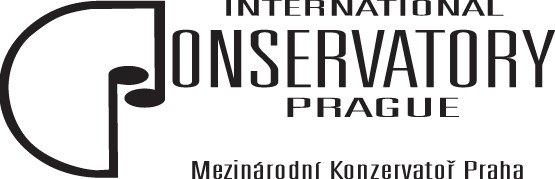 INTERNATIONAL
CONSERVATORY
PRAGUE
Mezinárodní Konzervatoř Praha